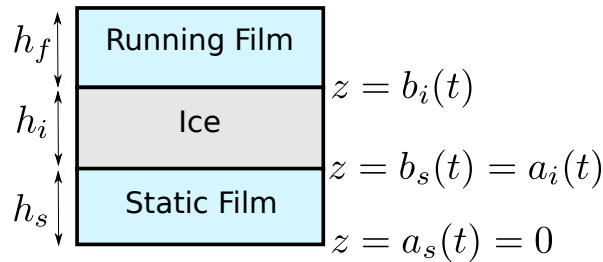 h_f
Running Film
z = b_i(t)
h_i
Ice
z = b_s(t) = a_i(t)
h_s
Static Film
z = a_s(t) = 0